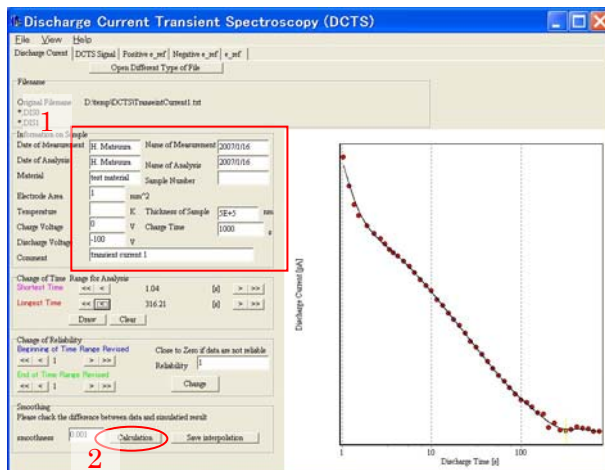 Discharge Current Transient Spectroscopy (DCTS)
File View Help
Discharge Current DCTS Signal Positive e_ref Negative e_ref e_ref
Open Different Type of File
Filename
Original Filename D:\temp\DCTS\TransientCurrent1.txt
*.DIS0
*.DIS1
1
Information on Sample
Date of Measurement H. Matsuura Name of Measurement 2007/1/16
Date of Analysis H. Matsuura Name of Analysis 2007/1/16
Material test material Sample Number
Electrode Area 1 mm^2
Temperature K Thickness of Sample 5E+5 nm
Charge Voltage 0 V Charge Time 1000 s
Discharge Voltage -100 V
Comment transient current 1
Change of Time Range for Analysis
Shortest Time << < 1.04 [s] > >>
Longest Time << < 316.21 [s] > >>
Draw Clear
Change of Reliability
Beginning of Time Range Revised Close to Zero if data are not reliable
<< < 1 > >> Reliability 1
End of Time Range Revised
<< < 1 > >> Change
Smoothing
Please check the difference between data and simulatied result
smoothness 0.001 Calculation Save interpolation
2
Discharge Current [pA]
1 10 100
Discharge Time [s]